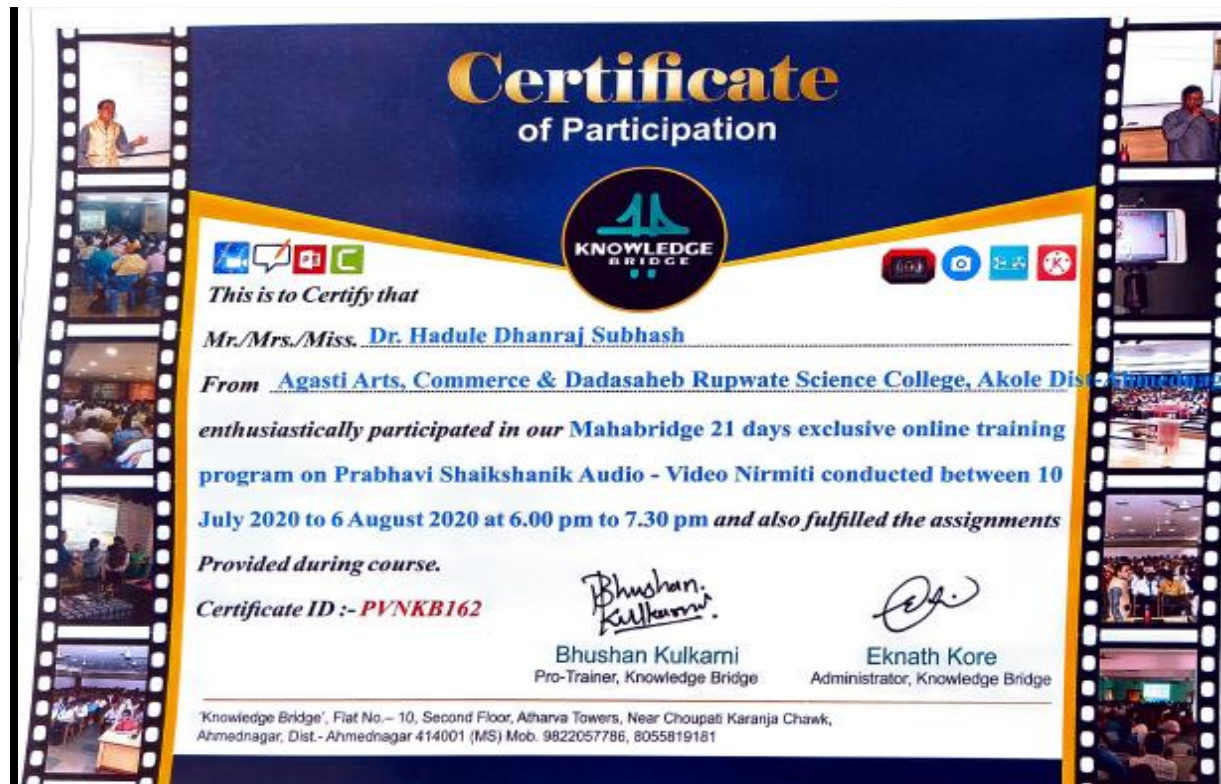 Certificate
of Participation
KNOWLEDGE
BRIDGE
This is to Certify that
Mr./Mrs./Miss. Dr. Hadule Dhanraj Subhash
From Agasti Arts, Commerce & Dadasaheb Rupwate Science College, Akole Dist
enthusiastically participated in our Mahabridge 21 days exclusive online training
program on Prabhavi Shaikshanik Audio - Video Nirmiti conducted between 10
July 2020 to 6 August 2020 at 6.00 pm to 7.30 pm and also fulfilled the assignments
Provided during course.
Certificate ID :- PVNKB162
Bhushan.
Kulkarni.
Bhushan Kulkarni
Eknath Kore
Pro-Trainer, Knowledge Bridge
Administrator, Knowledge Bridge
'Knowledge Bridge', Flat No.– 10, Second Floor, Atharva Towers, Near Choupati Karanja Chawk,
Ahmednagar, Dist.- Ahmednagar 414001 (MS) Mob. 9822057786, 8055819181